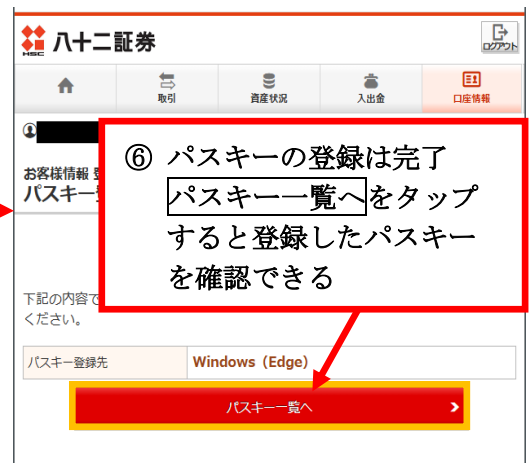 八十二証券
HSC
ログアウト
取引
資産状況
入出金
口座情報
⑥ パスキーの登録は完了
パスキー一覧へをタップ
すると登録したパスキー
を確認できる
お客様情報
パスキー
下記の内容で
ください。
パスキー登録先
Windows（Edge）
パスキー一覧へ